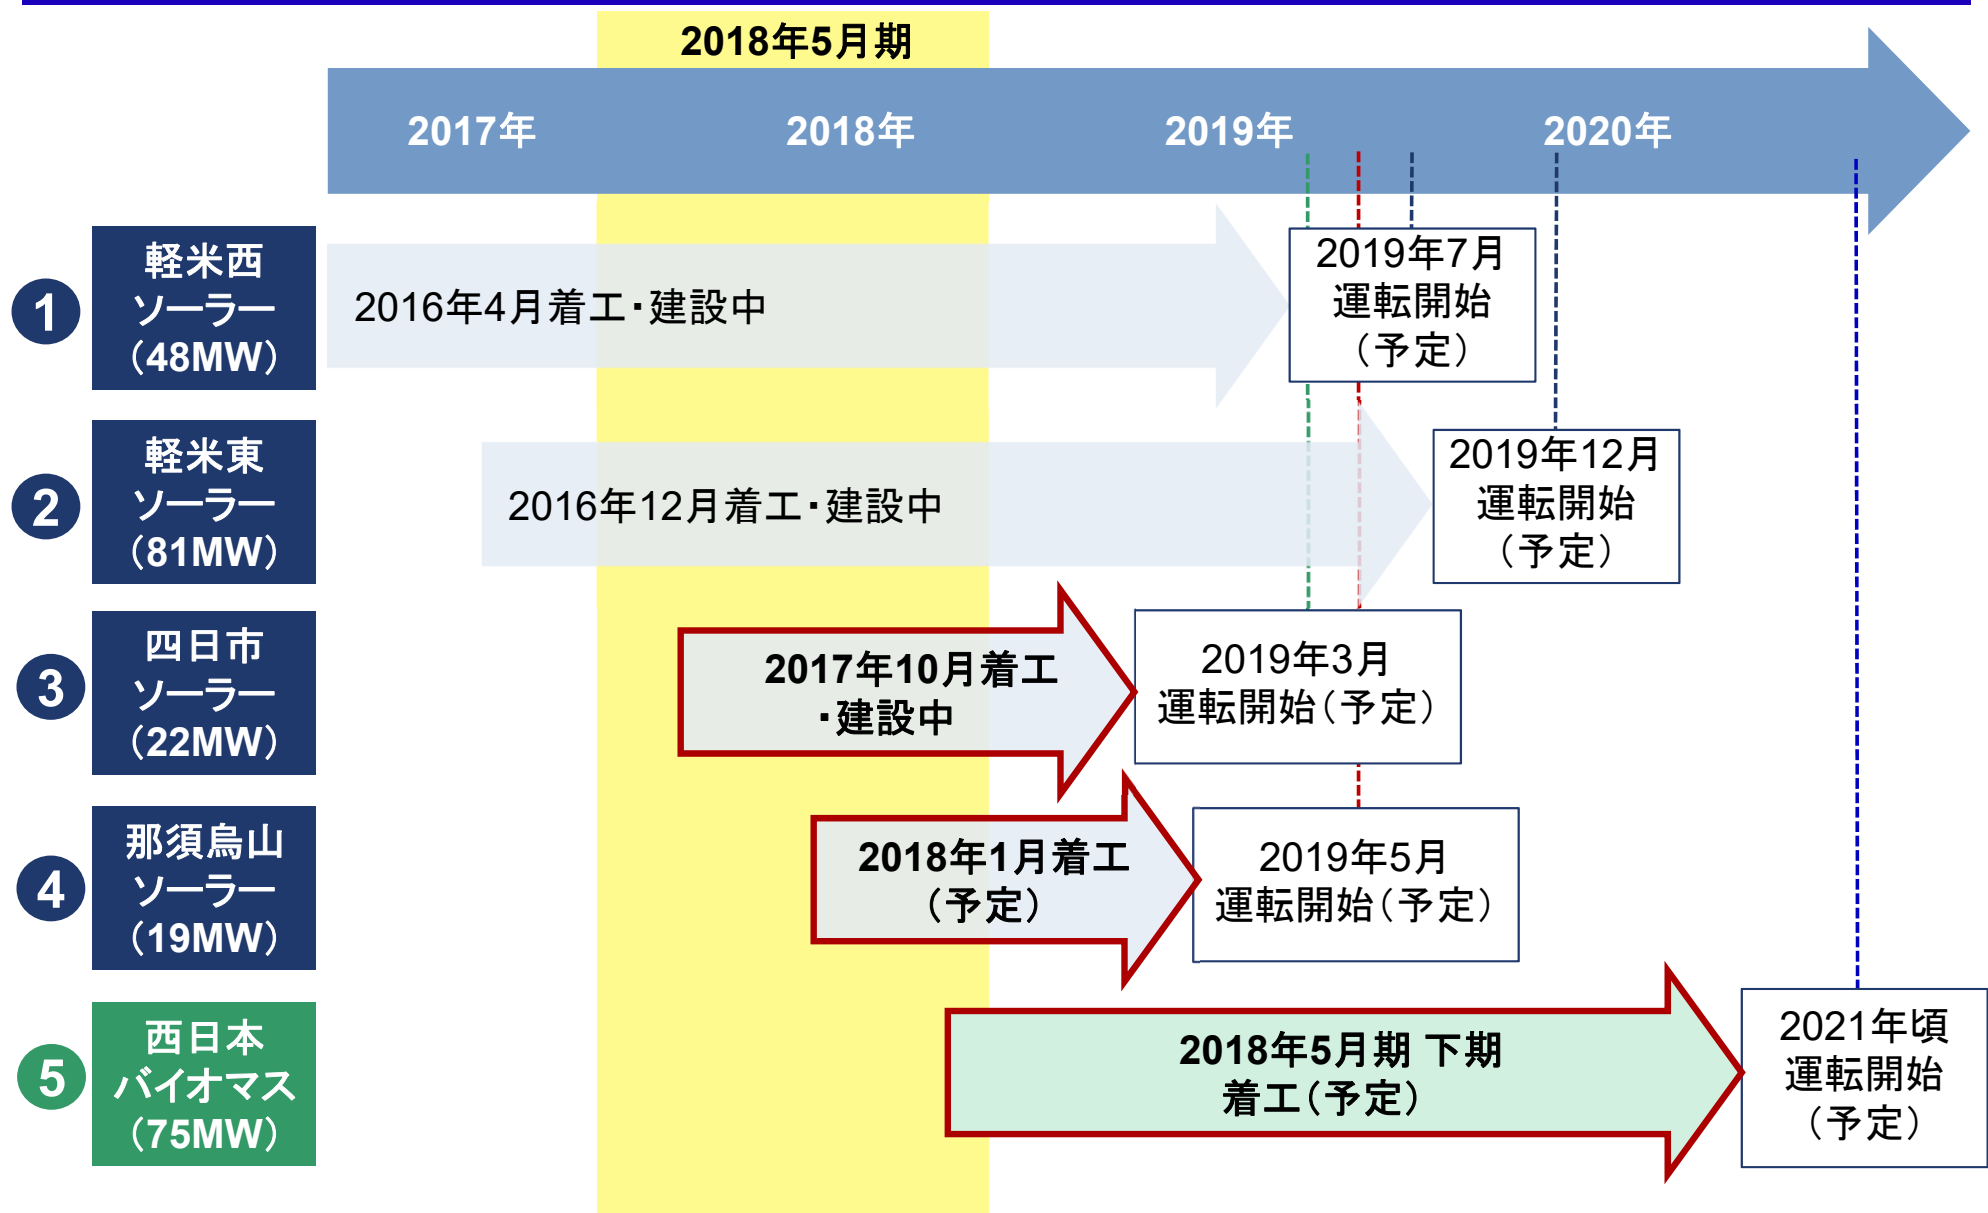 2018年5月期
2017年
2018年
2019年
2020年
1
軽米西
ソーラー
（48MW）
2016年4月着工・建設中
2019年7月
運転開始
（予定）
2
軽米東
ソーラー
（81MW）
2016年12月着工・建設中
2019年12月
運転開始
（予定）
3
四日市
ソーラー
（22MW）
2017年10月着工
・建設中
2019年3月
運転開始（予定）
4
那須烏山
ソーラー
（19MW）
2018年1月着工
（予定）
2019年5月
運転開始（予定）
5
西日本
バイオマス
（75MW）
2018年5月期 下期
着工（予定）
2021年頃
運転開始
（予定）